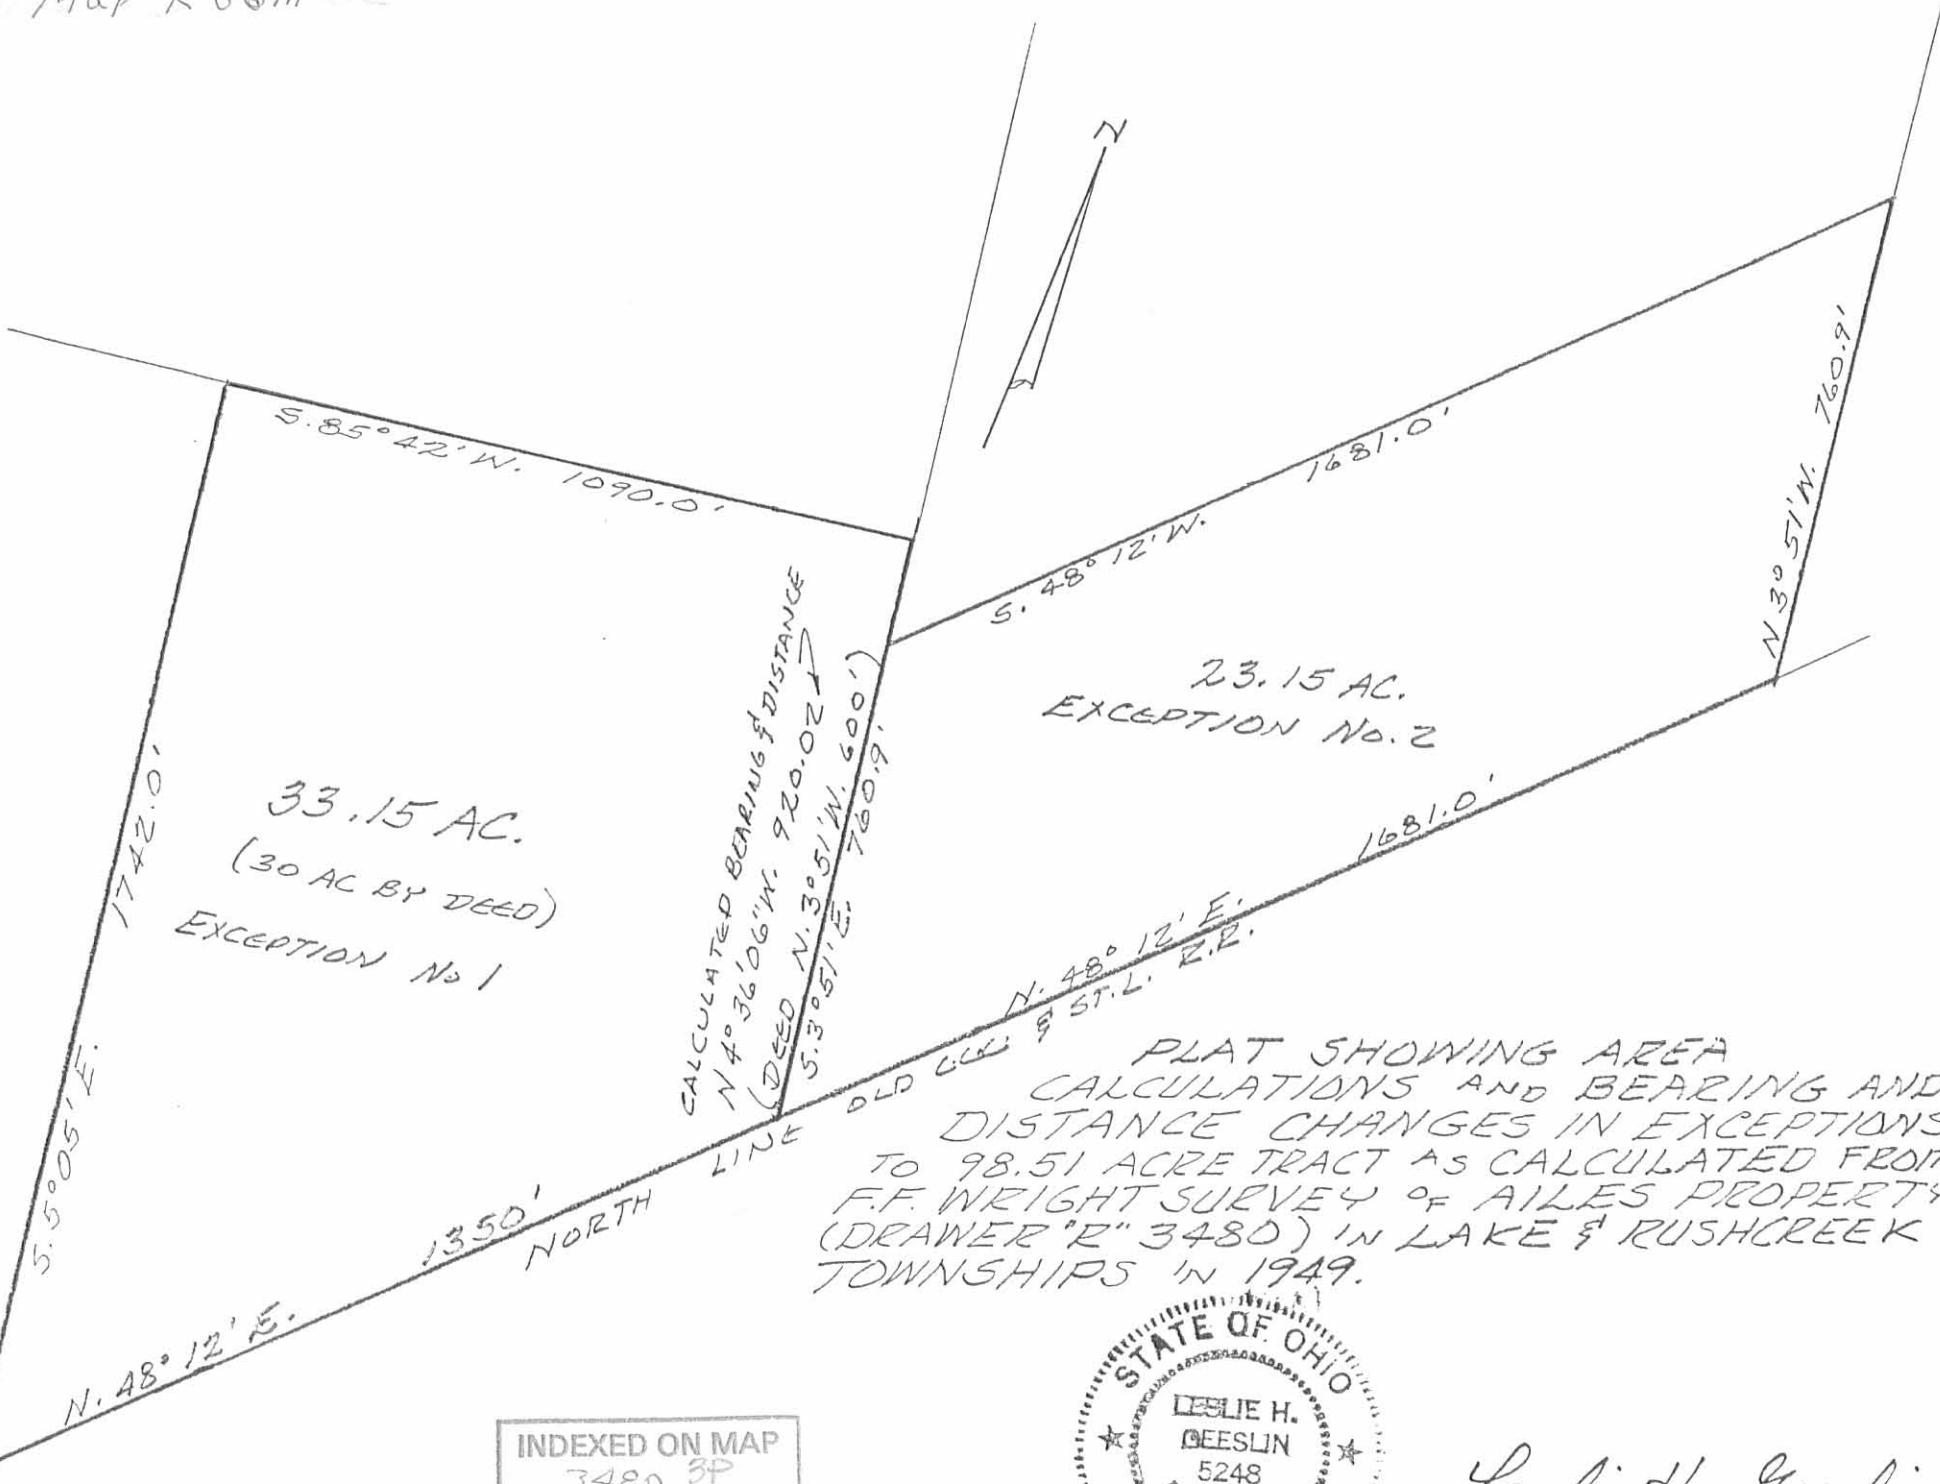 Map Room
N
S. 85° 42' W. 1090.0'
1681.0'
S. 48° 12' W.
N 3° 51' W. 760.9'
23.15 AC.
EXCEPTION No. 2
33.15 AC.
(30 AC BY DEED)
EXCEPTION No 1
S. 5° 05' E. 1742.0'
CALCULATED BEARING & DISTANCE
N 4° 36' 06" W. 920.02
(DEED N. 3° 51' W. 600')
S. 3° 51' E. 760.9'
1681.0'
N. 48° 12' E.
NORTH LINE OLD & ST. L. R.R.
1350'
N. 48° 12' E.
PLAT SHOWING AREA
CALCULATIONS AND BEARING AND
DISTANCE CHANGES IN EXCEPTIONS
TO 98.51 ACRE TRACT AS CALCULATED FROM
F.F. WRIGHT SURVEY OF AILES PROPERTY
(DRAWER "R" 3480) IN LAKE & RUSHCREEK
TOWNSHIPS IN 1949.
STATE OF OHIO
LESLIE H.
GEESLIN
5248
INDEXED ON MAP
3480 3P